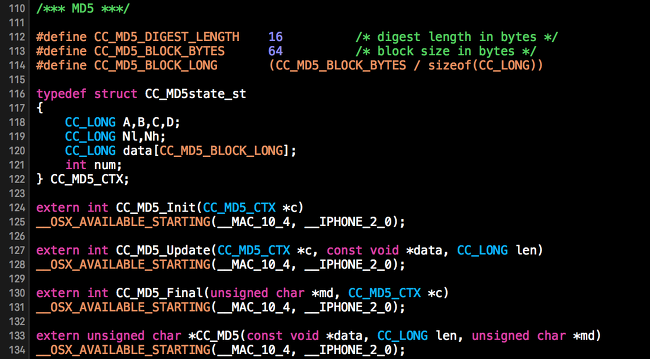 110 /*** MD5 ***/
111
112 #define CC_MD5_DIGEST_LENGTH    16          /* digest length in bytes */
113 #define CC_MD5_BLOCK_BYTES      64          /* block size in bytes */
114 #define CC_MD5_BLOCK_LONG       (CC_MD5_BLOCK_BYTES / sizeof(CC_LONG))
115
116 typedef struct CC_MD5state_st
117 {
118     CC_LONG A,B,C,D;
119     CC_LONG Nl,Nh;
120     CC_LONG data[CC_MD5_BLOCK_LONG];
121     int num;
122 } CC_MD5_CTX;
123
124 extern int CC_MD5_Init(CC_MD5_CTX *c)
125 __OSX_AVAILABLE_STARTING(__MAC_10_4, __IPHONE_2_0);
126
127 extern int CC_MD5_Update(CC_MD5_CTX *c, const void *data, CC_LONG len)
128 __OSX_AVAILABLE_STARTING(__MAC_10_4, __IPHONE_2_0);
129
130 extern int CC_MD5_Final(unsigned char *md, CC_MD5_CTX *c)
131 __OSX_AVAILABLE_STARTING(__MAC_10_4, __IPHONE_2_0);
132
133 extern unsigned char *CC_MD5(const void *data, CC_LONG len, unsigned char *md)
134 __OSX_AVAILABLE_STARTING(__MAC_10_4, __IPHONE_2_0);